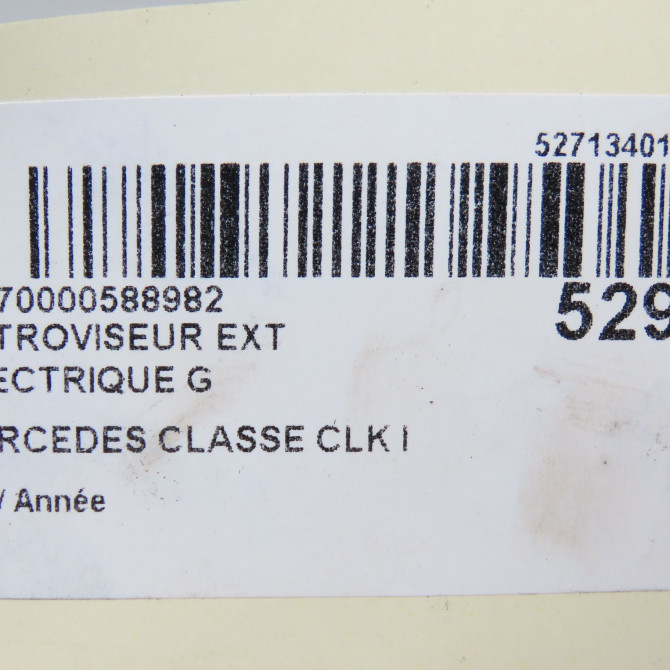 52713401
70000588982
529
TROVISEUR EXT
ECTRIQUE G
RCEDES CLASSE CLK I
/ Année